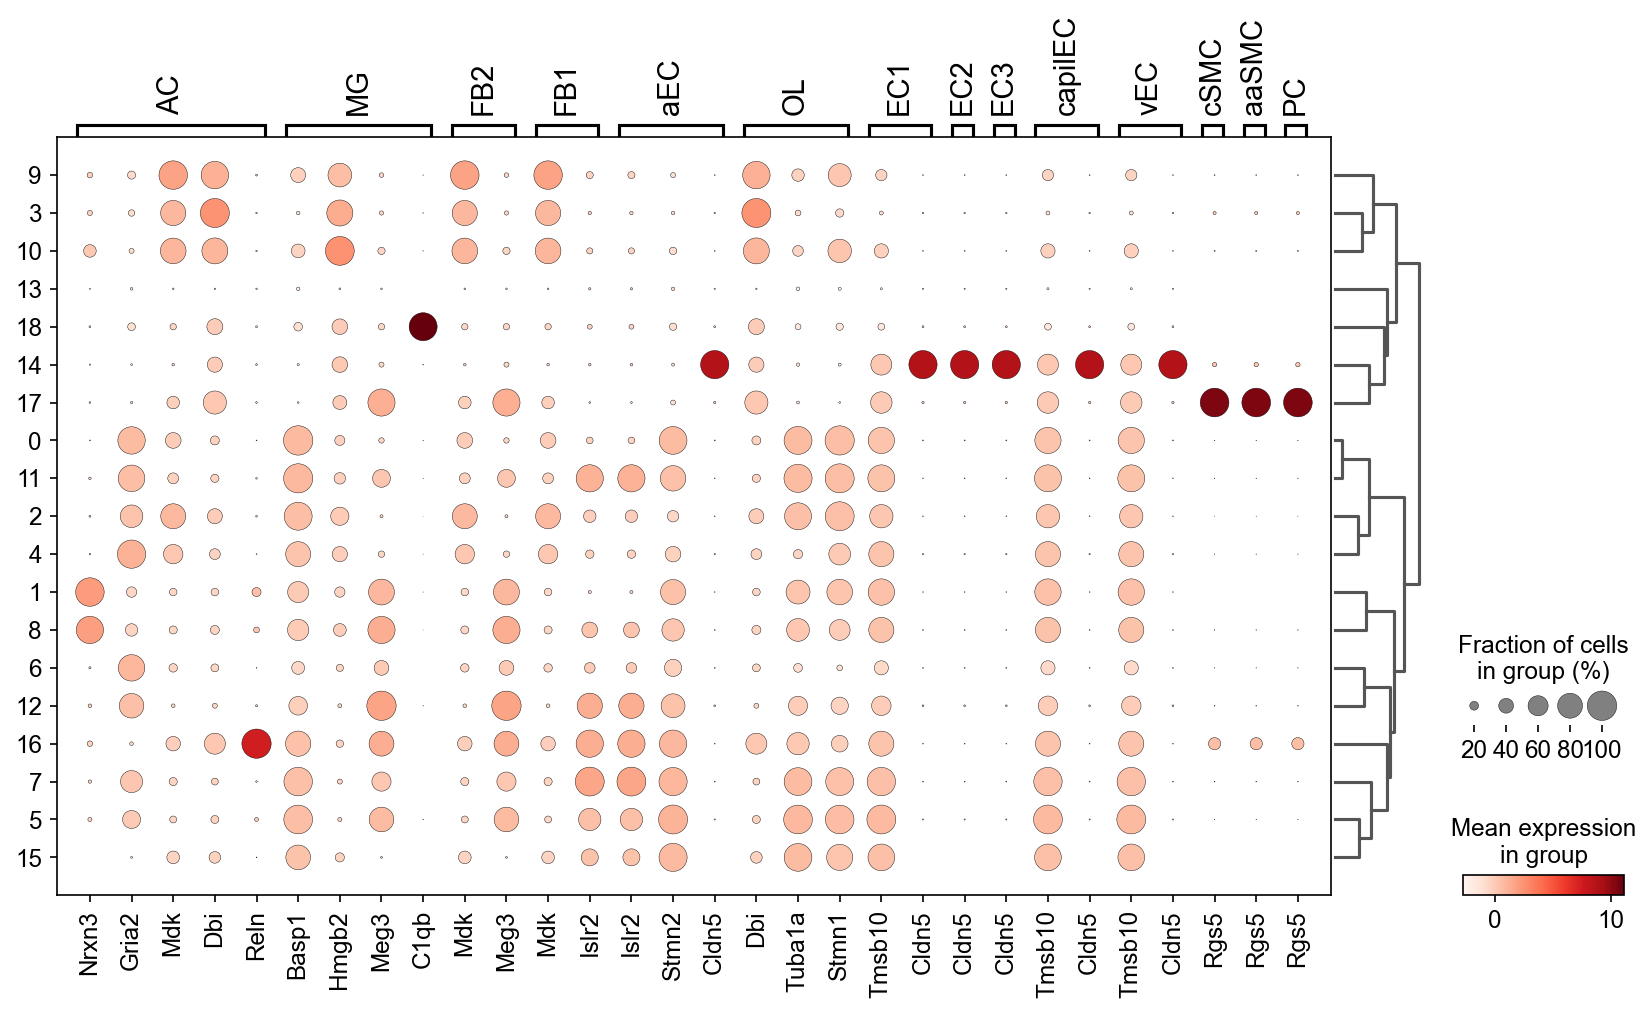 AC MG FB2 FB1 aEC OL EC1 EC2 EC3 capilEC vEC cSMC aaSMC PC
9
3
10
13
18
14
17
0
11
2
4
1
8
6
12
16
7
5
15
Nrxn3 Gria2 Mdk Dbi Reln Basp1 Hmgb2 Meg3 C1qb Mdk Meg3 Mdk Islr2 Islr2 Stmn2 Cldn5 Dbi Tuba1a Stmn1 Tmsb10 Cldn5 Cldn5 Cldn5 Tmsb10 Cldn5 Tmsb10 Cldn5 Rgs5 Rgs5 Rgs5
Fraction of cells
in group (%)
20 40 60 80 100
Mean expression
in group
0 10